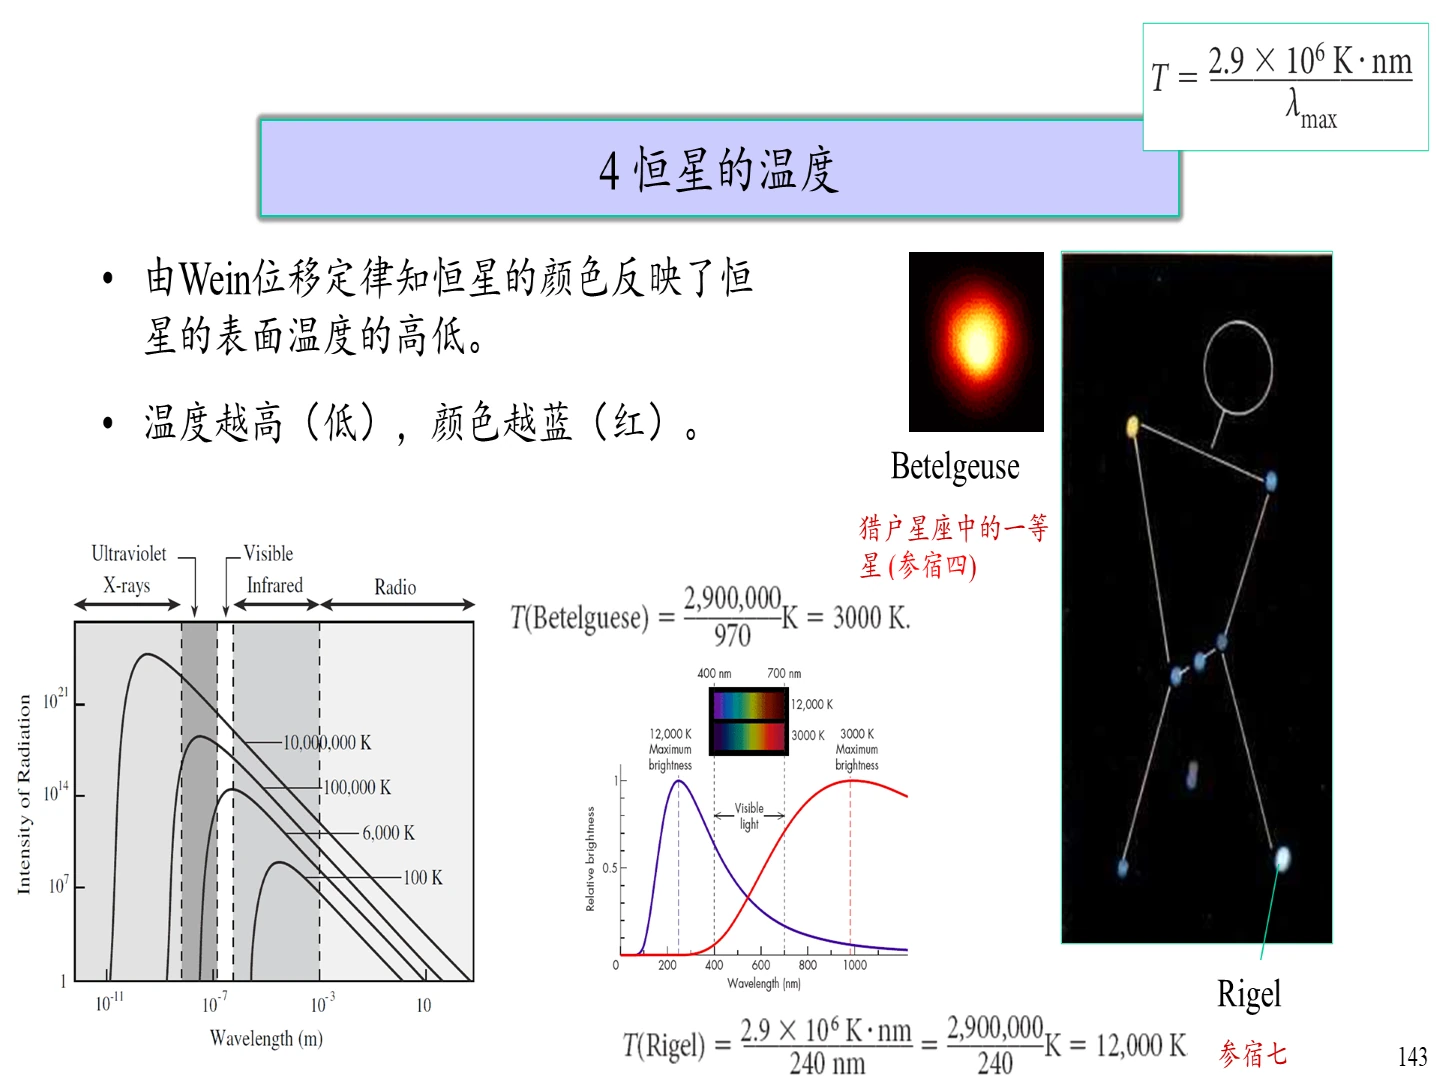 T = 2.9 × 10⁶ K · nm / λmax
4 恒星的温度
• 由Wein位移定律知恒星的颜色反映了恒
星的表面温度的高低。
• 温度越高（低），颜色越蓝（红）。
Betelgeuse
猎户星座中的一等
星 (参宿四)
Ultraviolet
Visible
X-rays
Infrared
Radio
Intensity of Radiation
10²¹
10¹⁴
10⁷
1
10,000,000 K
100,000 K
6,000 K
100 K
10⁻¹¹
10⁻⁷
10⁻³
10
Wavelength (m)
T(Betelguese) = 2,900,000 / 970 K = 3000 K.
400 nm
700 nm
12,000 K
3000 K
12,000 K
Maximum
brightness
3000 K
Maximum
brightness
Visible
light
Relative brightness
1
0.5
0
200
400
600
800
1000
Wavelength (nm)
T(Rigel) = 2.9 × 10⁶ K · nm / 240 nm = 2,900,000 / 240 K = 12,000 K
Rigel
参宿七
143